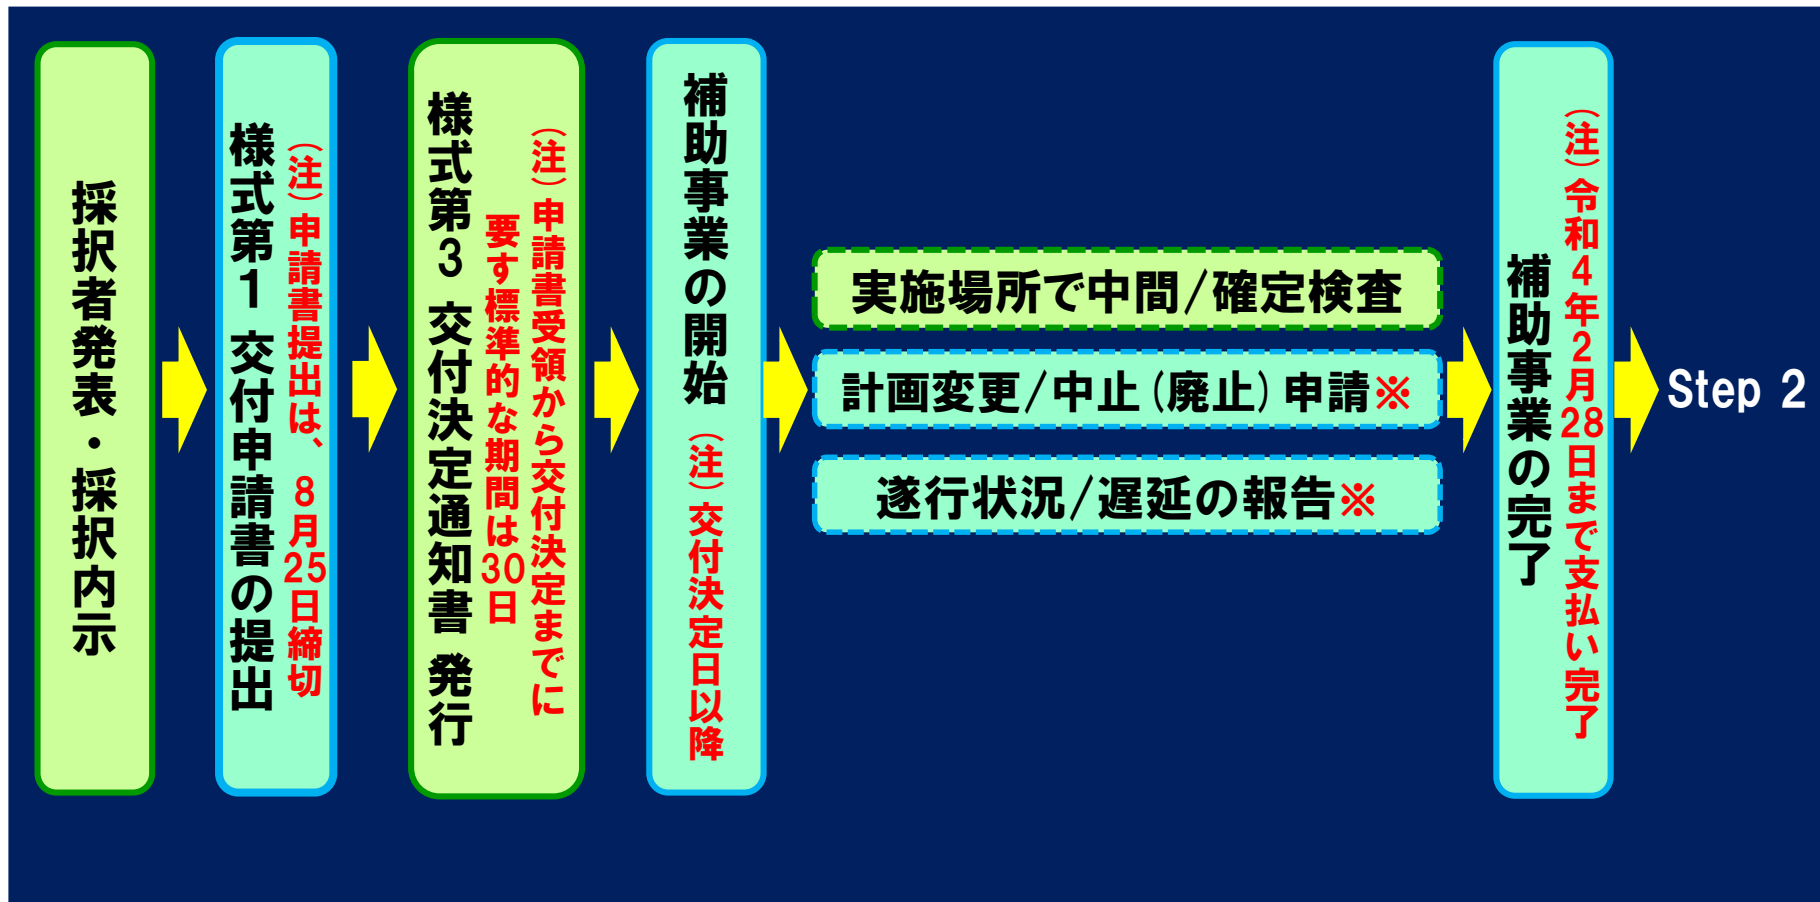 採択者発表・採択内示
様式第1 交付申請書の提出
(注)申請書提出は、8月25日締切
様式第3 交付決定通知書 発行
(注)申請書受領から交付決定までに
要す標準的な期間は30日
補助事業の開始 (注)交付決定日以降
実施場所で中間/確定検査
計画変更/中止(廃止)申請※
遂行状況/遅延の報告※
補助事業の完了
(注)令和4年2月28日まで支払い完了
Step 2